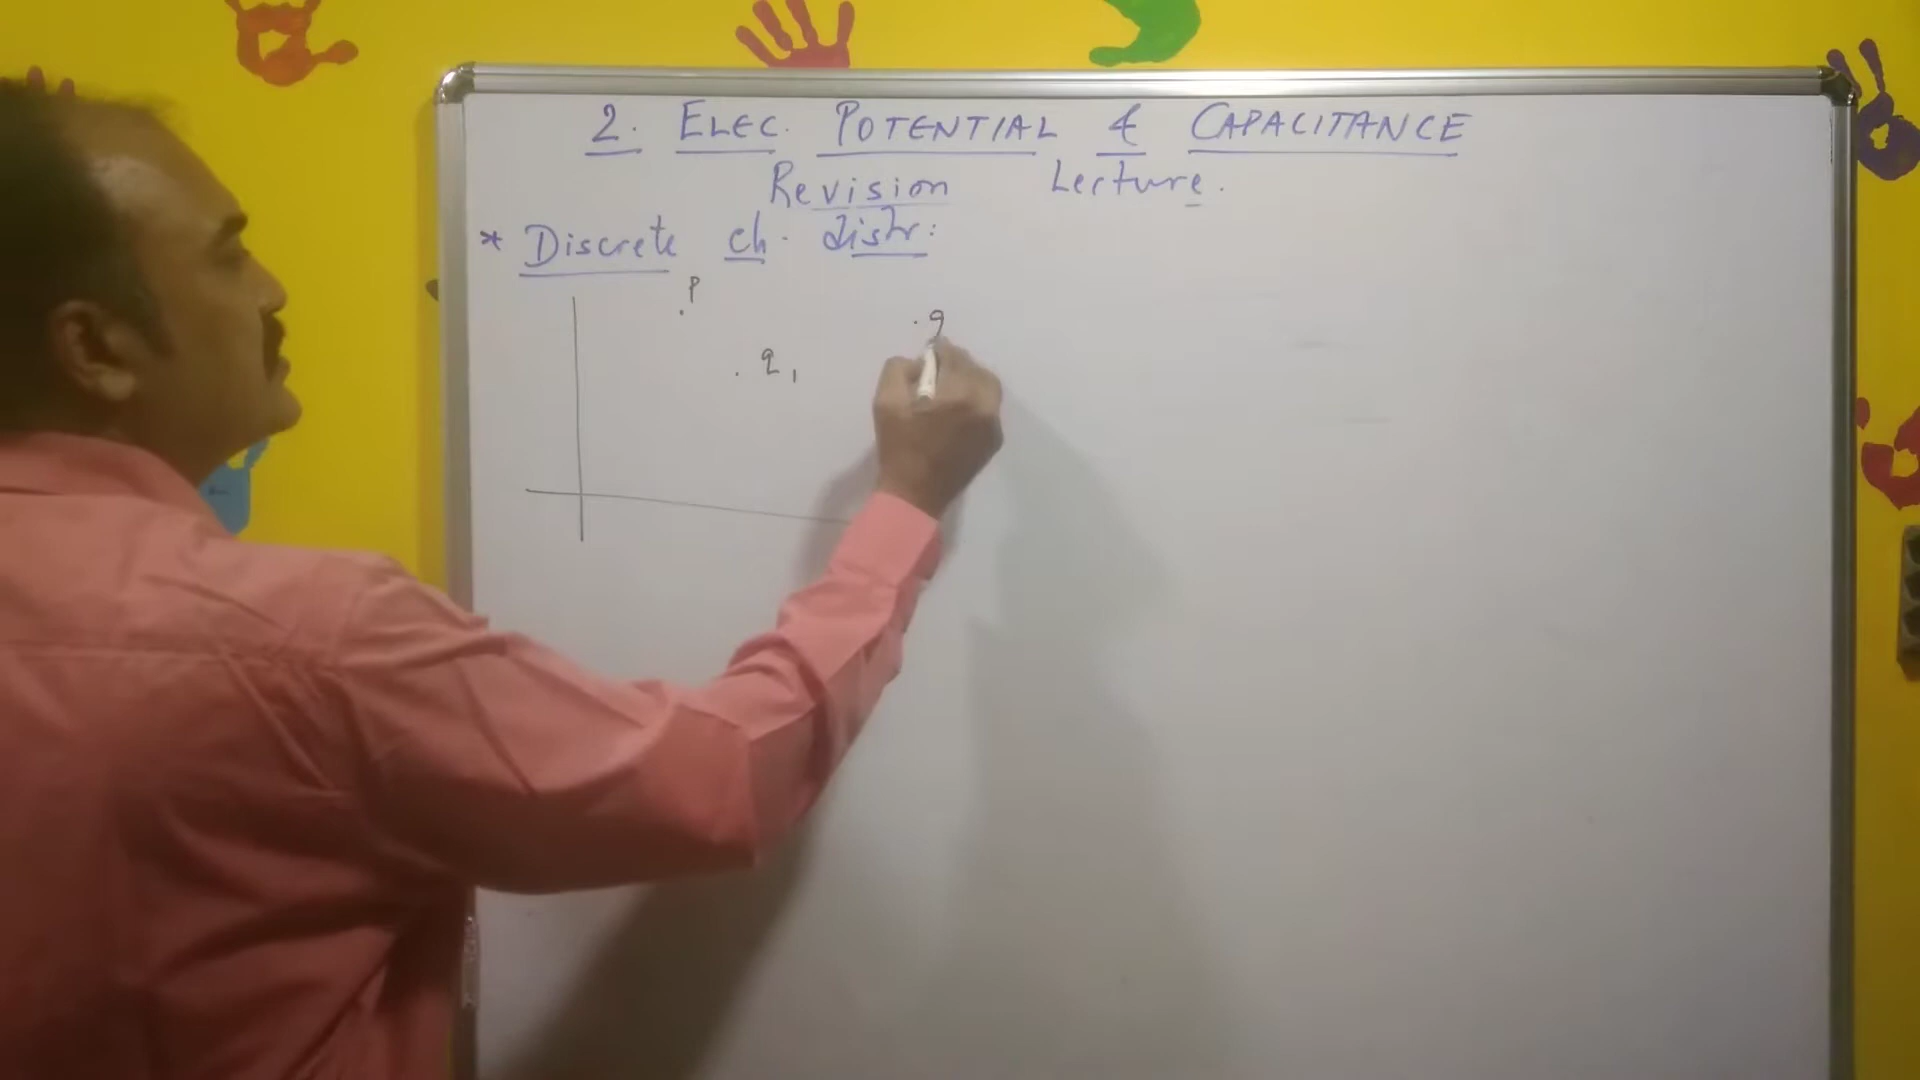 2. ELEC. POTENTIAL & CAPACITANCE
Revision Lecture.
* Discrete ch. distr:
P
. q
. q1